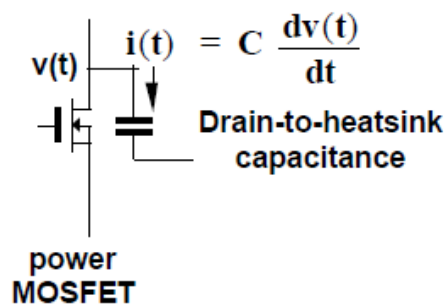 i(t) = C dv(t)/dt
v(t)
Drain-to-heatsink
capacitance
power
MOSFET